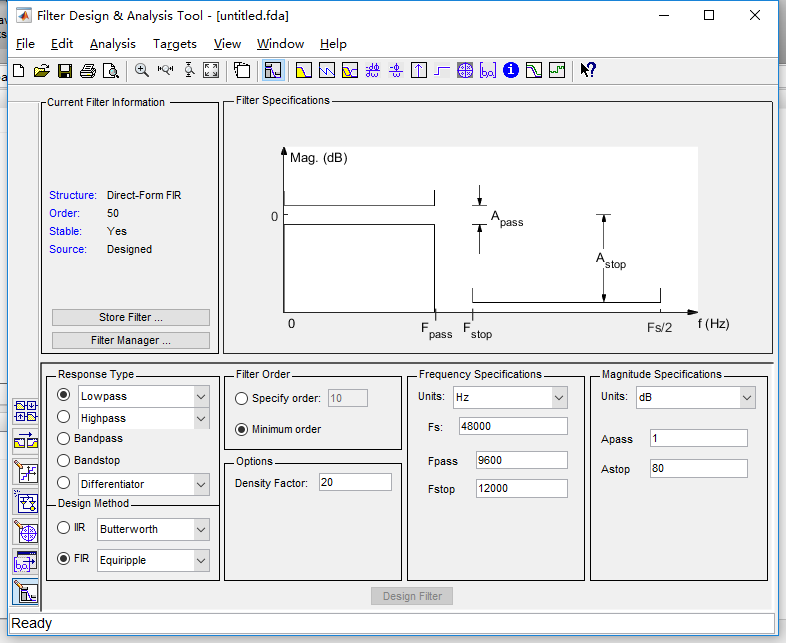 Filter Design & Analysis Tool - [untitled.fda]
File Edit Analysis Targets View Window Help
Current Filter Information
Structure: Direct-Form FIR
Order: 50
Stable: Yes
Source: Designed
Store Filter ...
Filter Manager ...
Filter Specifications
Mag. (dB)
0
A pass
A stop
0
F pass
F stop
Fs/2
f (Hz)
Response Type
Lowpass
Highpass
Bandpass
Bandstop
Differentiator
Design Method
IIR Butterworth
FIR Equiripple
Filter Order
Specify order: 10
Minimum order
Options
Density Factor: 20
Frequency Specifications
Units: Hz
Fs: 48000
Fpass 9600
Fstop 12000
Magnitude Specifications
Units: dB
Apass 1
Astop 80
Design Filter
Ready